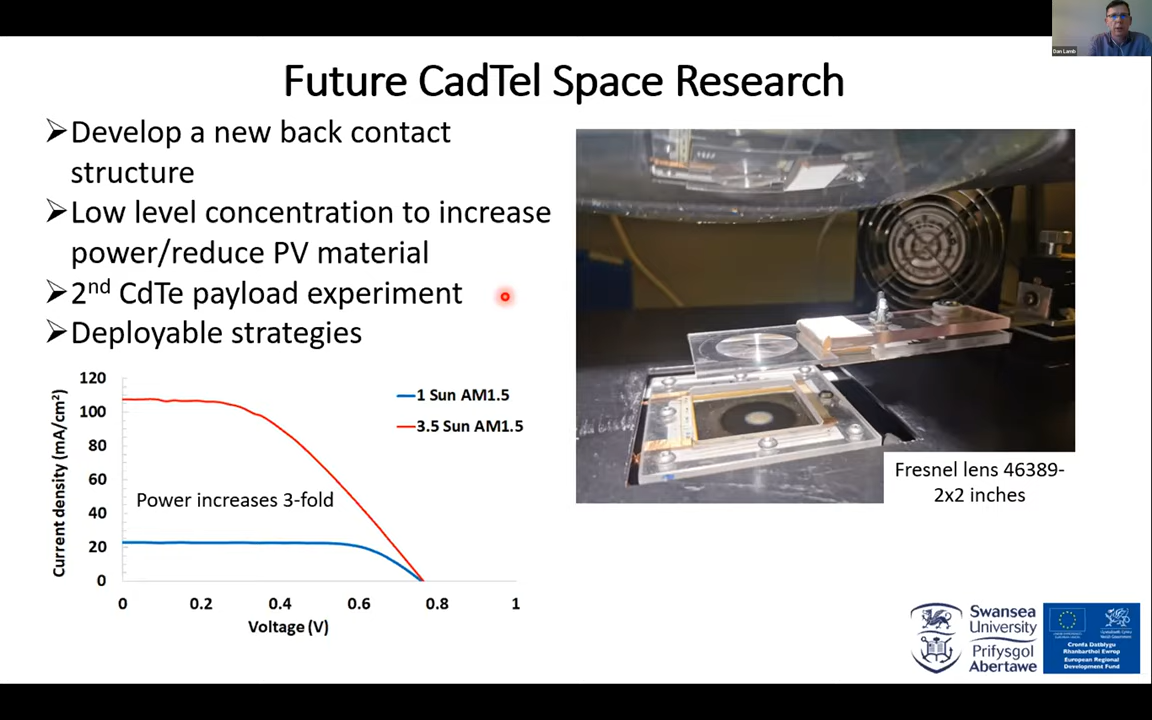 Dan Lamb
Future CadTel Space Research
➢Develop a new back contact
structure
➢Low level concentration to increase
power/reduce PV material
➢2nd CdTe payload experiment
➢Deployable strategies
120
100
80
60
40
20
0
Current density (mA/cm²)
1 Sun AM1.5
3.5 Sun AM1.5
Power increases 3-fold
0 0.2 0.4 0.6 0.8 1
Voltage (V)
Fresnel lens 46389-
2x2 inches
Swansea
University
Prifysgol
Abertawe
Cronfa Datblygu
Rhanbarthol Ewrop
European Regional
Development Fund